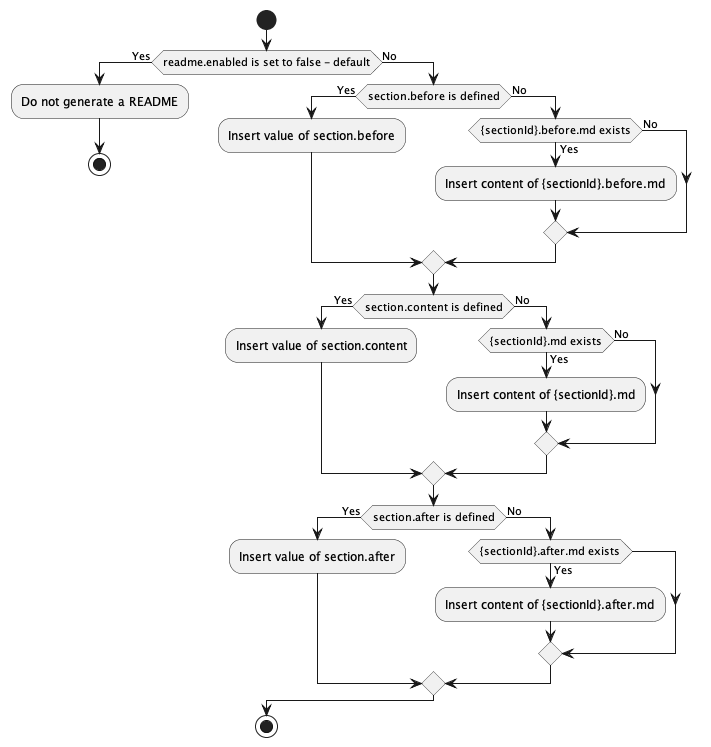 Yes
readme.enabled is set to false – default
No
Do not generate a README
Yes
section.before is defined
No
Insert value of section.before
{sectionId}.before.md exists
No
Yes
Insert content of {sectionId}.before.md
Yes
section.content is defined
No
Insert value of section.content
{sectionId}.md exists
No
Yes
Insert content of {sectionId}.md
Yes
section.after is defined
No
Insert value of section.after
{sectionId}.after.md exists
Yes
Insert content of {sectionId}.after.md